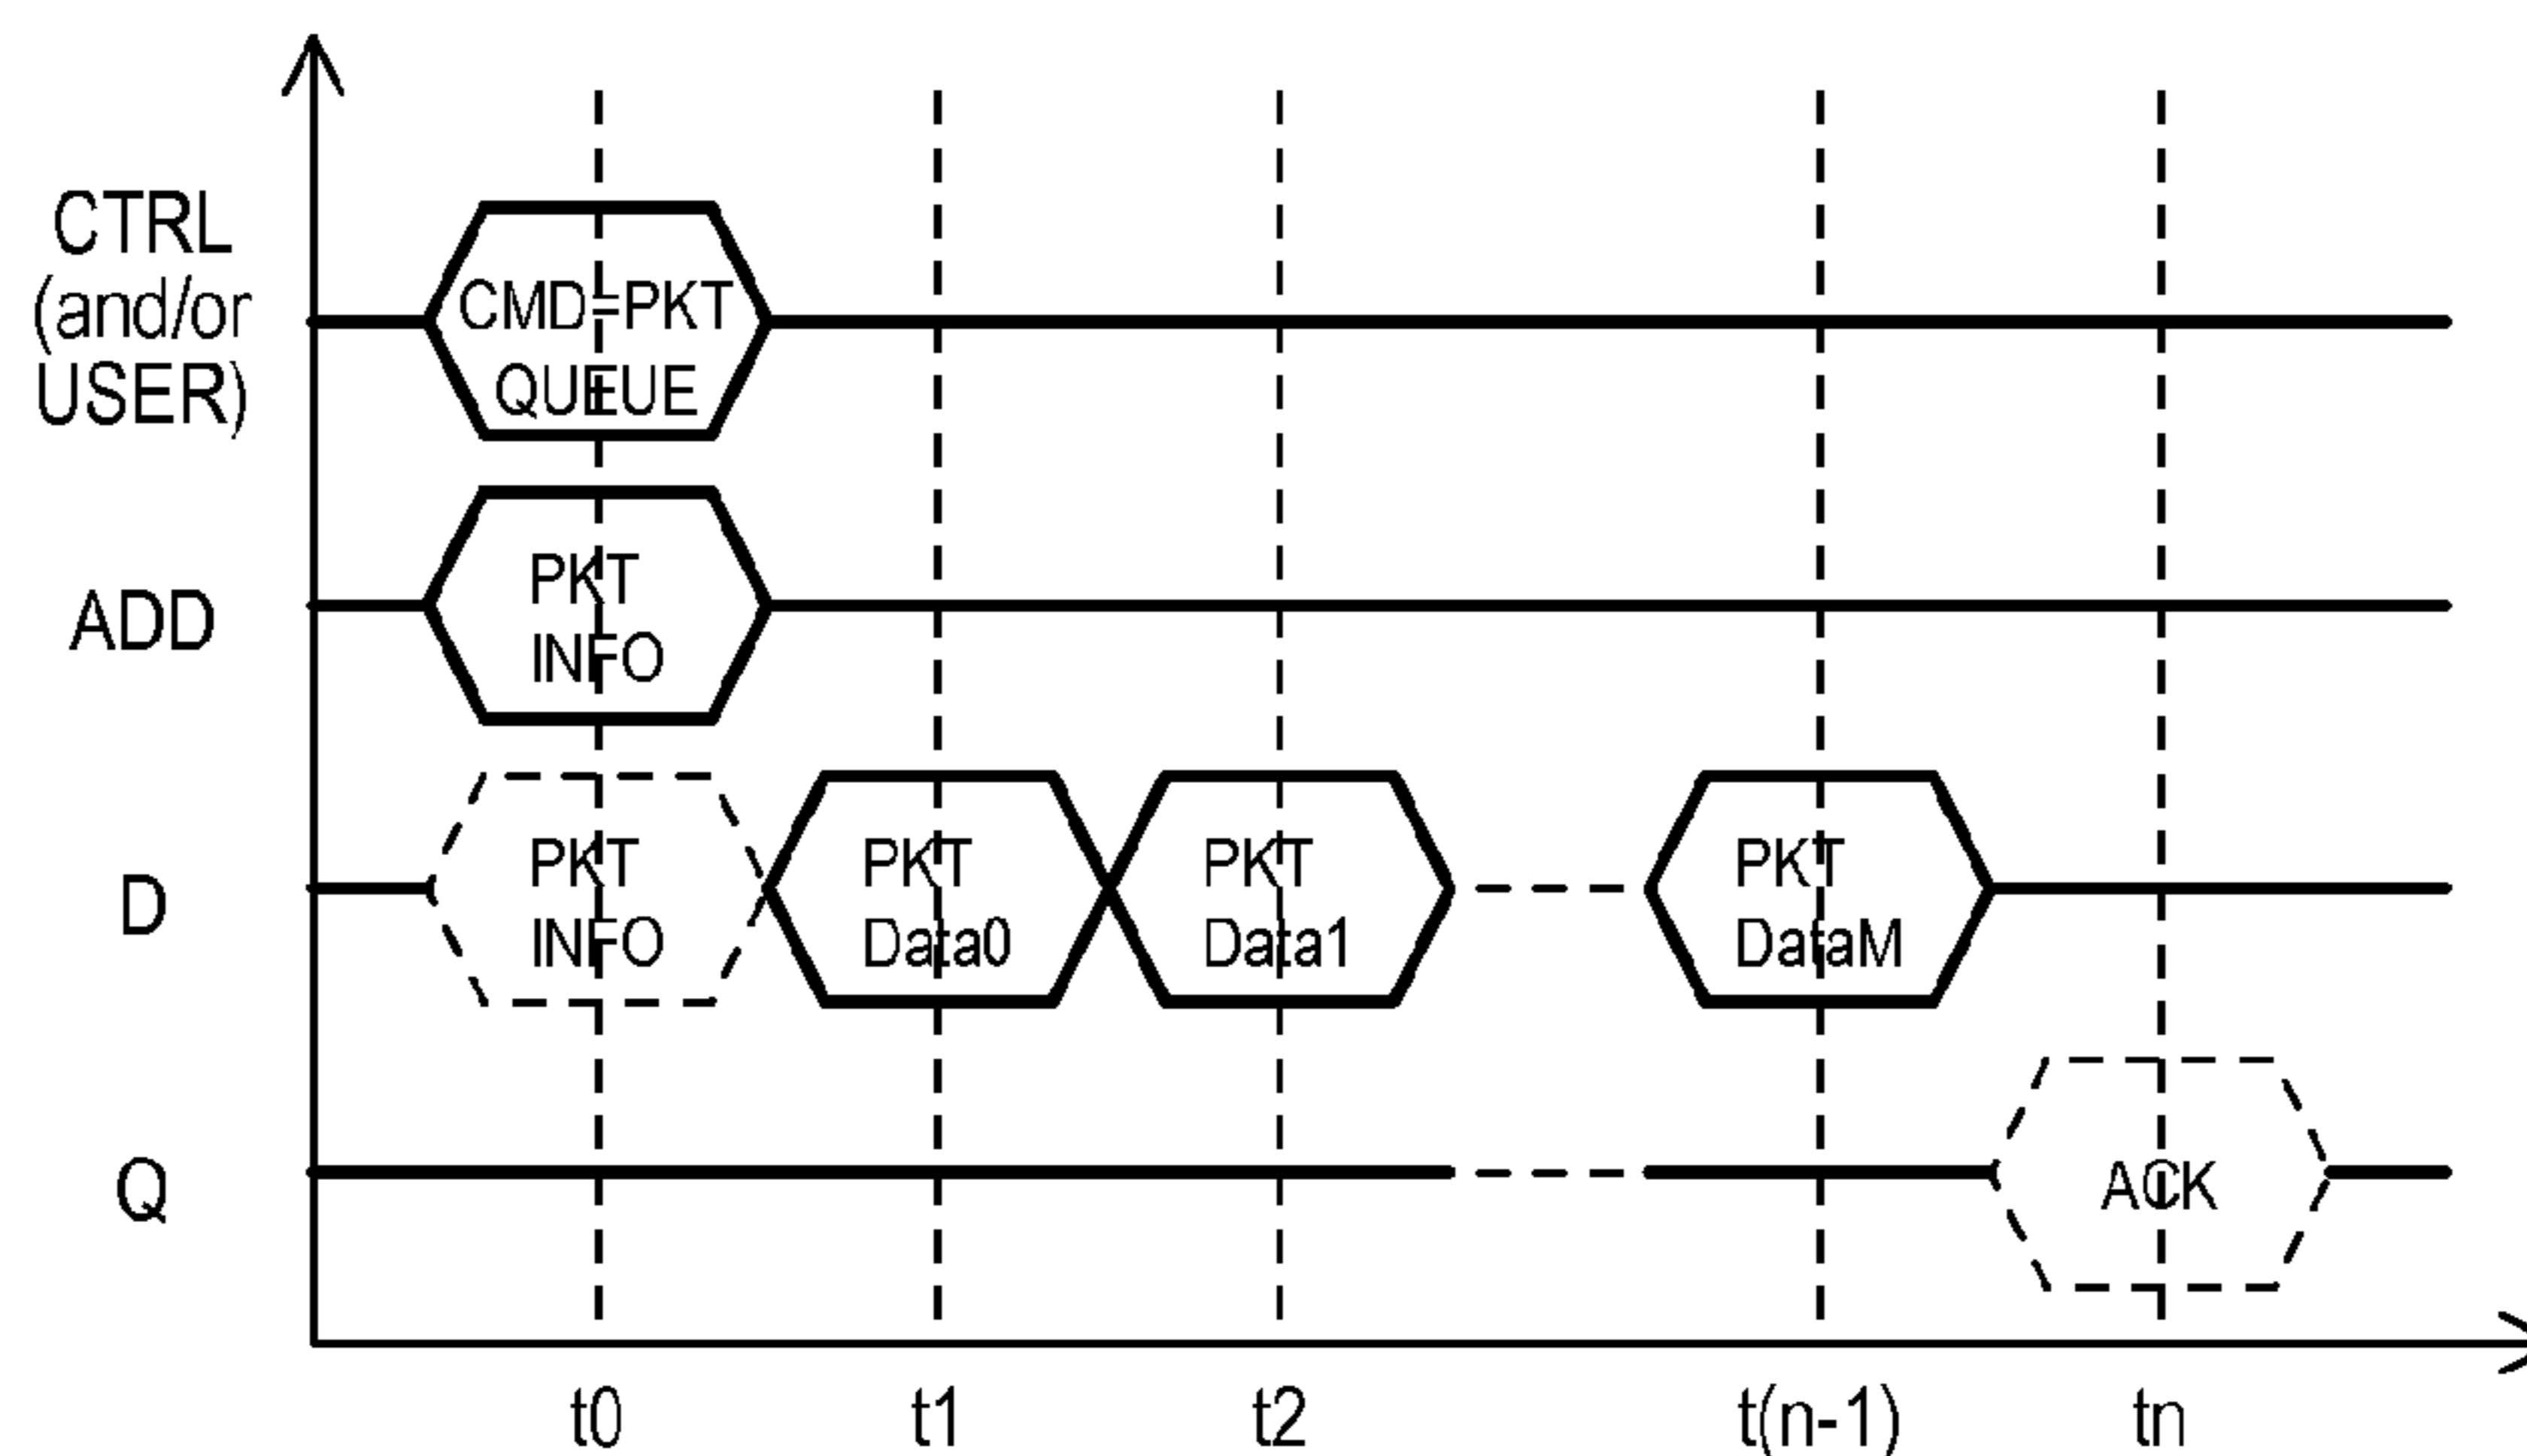 CTRL
(and/or
USER)
CMD=PKT
QUEUE
ADD
PKT
INFO
D
PKT
INFO
PKT
Data0
PKT
Data1
PKT
DataM
Q
ACK
t0
t1
t2
t(n-1)
tn